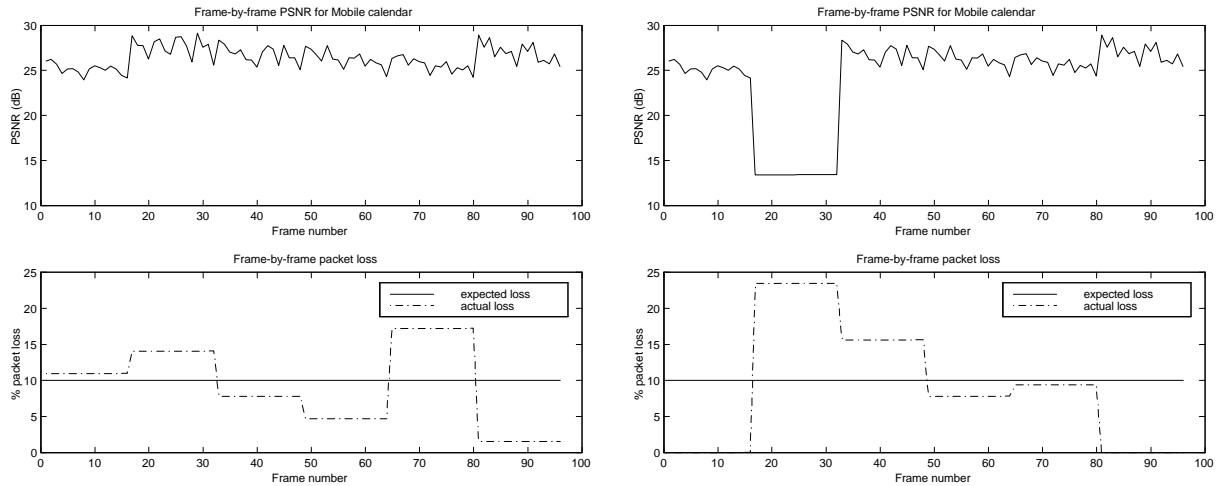 Frame-by-frame PSNR for Mobile calendar
30
25
20
15
10
PSNR (dB)
0 10 20 30 40 50 60 70 80 90 100
Frame number
Frame-by-frame PSNR for Mobile calendar
30
25
20
15
10
PSNR (dB)
0 10 20 30 40 50 60 70 80 90 100
Frame number
Frame-by-frame packet loss
25
20
15
10
5
0
% packet loss
expected loss
actual loss
0 10 20 30 40 50 60 70 80 90 100
Frame number
Frame-by-frame packet loss
25
20
15
10
5
0
% packet loss
expected loss
actual loss
0 10 20 30 40 50 60 70 80 90 100
Frame number